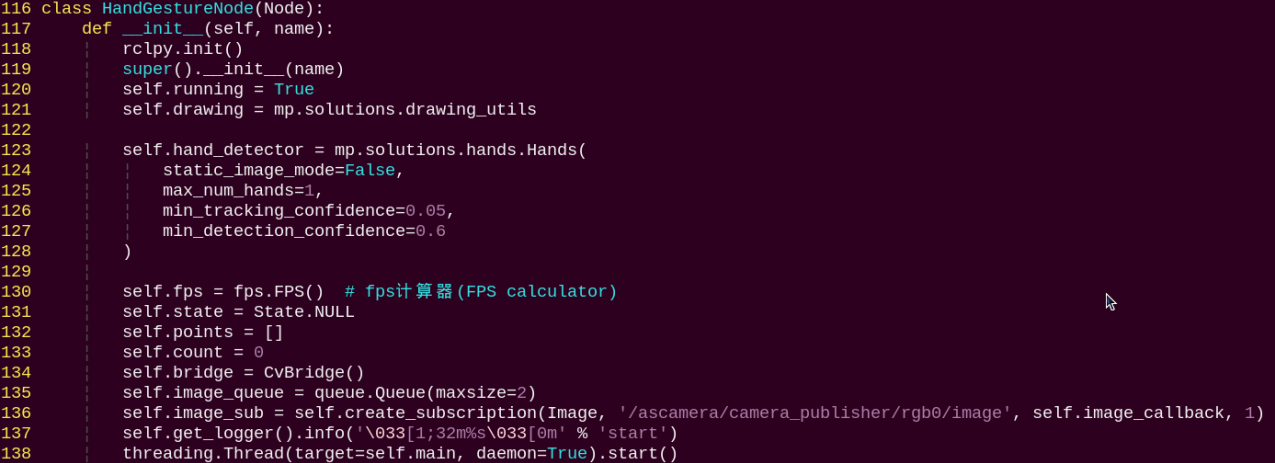 116 class HandGestureNode(Node):
117     def __init__(self, name):
118         rclpy.init()
119         super().__init__(name)
120         self.running = True
121         self.drawing = mp.solutions.drawing_utils
122
123         self.hand_detector = mp.solutions.hands.Hands(
124             static_image_mode=False,
125             max_num_hands=1,
126             min_tracking_confidence=0.05,
127             min_detection_confidence=0.6
128         )
129
130         self.fps = fps.FPS()  # fps计算器(FPS calculator)
131         self.state = State.NULL
132         self.points = []
133         self.count = 0
134         self.bridge = CvBridge()
135         self.image_queue = queue.Queue(maxsize=2)
136         self.image_sub = self.create_subscription(Image, '/ascamera/camera_publisher/rgb0/image', self.image_callback, 1)
137         self.get_logger().info('\033[1;32m%s\033[0m' % 'start')
138         threading.Thread(target=self.main, daemon=True).start()